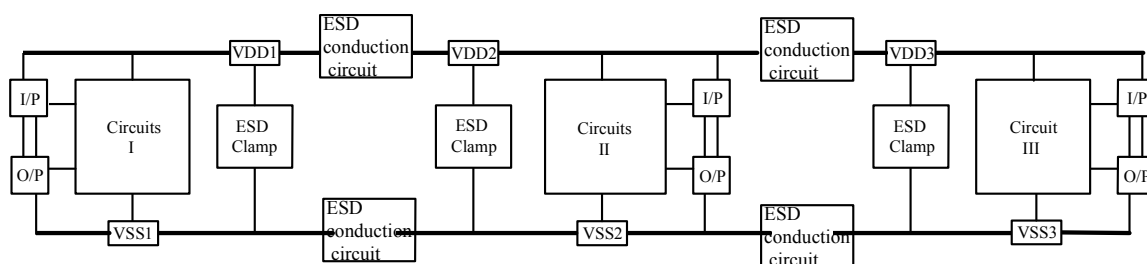 ESD
conduction
circuit
ESD
conduction
circuit
VDD1
VDD2
VDD3
I/P
I/P
I/P
Circuits
I
ESD
Clamp
ESD
Clamp
Circuits
II
ESD
Clamp
Circuit
III
O/P
O/P
O/P
VSS1
ESD
conduction
circuit
VSS2
ESD
conduction
circuit
VSS3